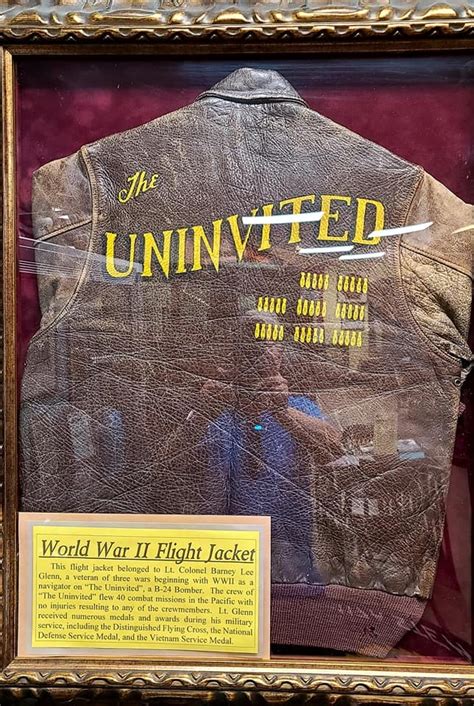 The
UNINVITED
World War II Flight Jacket
This flight jacket belonged to Lt. Colonel Barney Lee
Glenn, a veteran of three wars beginning with WWII as a
navigator on "The Uninvited", a B-24 Bomber. The crew of
"The Uninvited" flew 40 combat missions in the Pacific with
no injuries resulting to any of the crewmembers. Lt. Glenn
received numerous medals and awards during his military
service, including the Distinguished Flying Cross, the National
Defense Service Medal, and the Vietnam Service Medal.